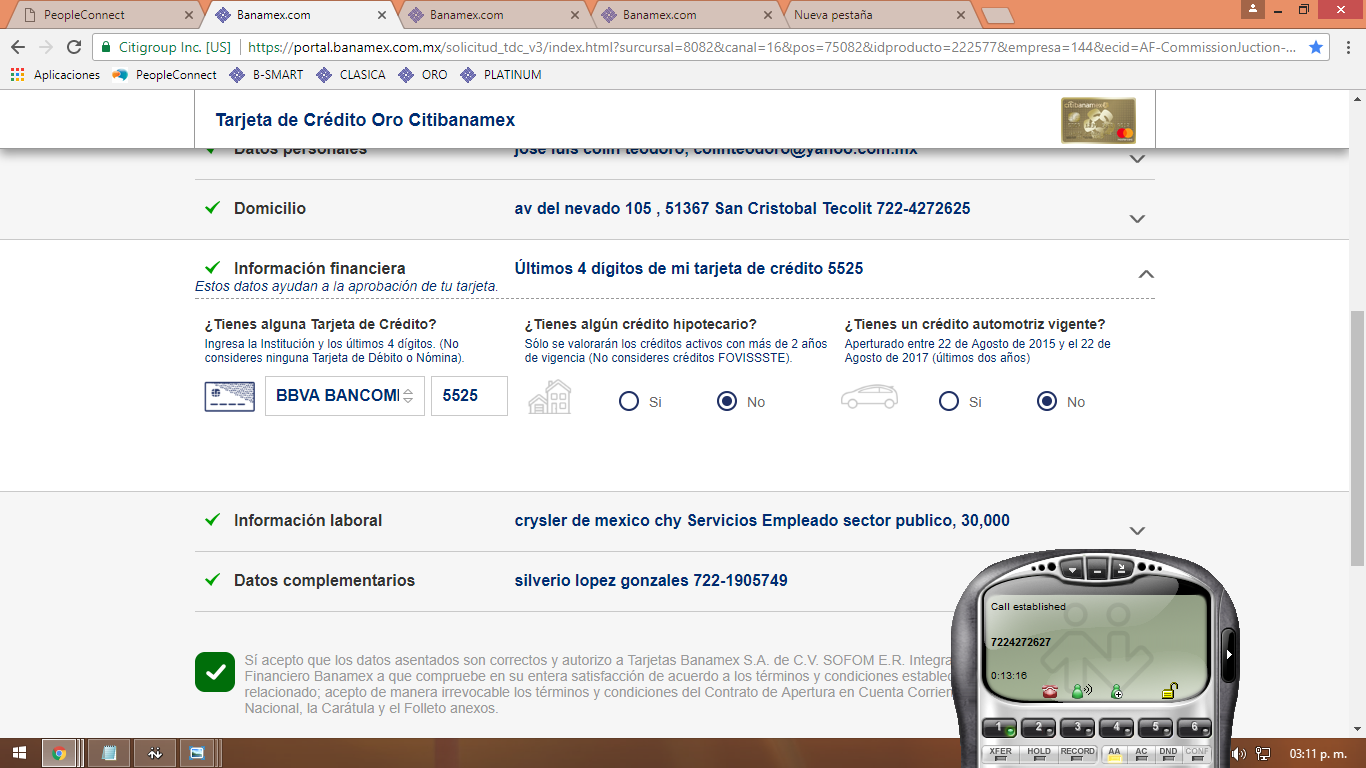 PeopleConnect
Banamex.com
Banamex.com
Banamex.com
Nueva pestaña
Citigroup Inc. [US]
https://portal.banamex.com.mx/solicitud_tdc_v3/index.html?surcursal=8082&canal=16&pos=75082&idproducto=222577&empresa=144&ecid=AF-CommissionJuction-...
Aplicaciones
PeopleConnect
B-SMART
CLASICA
ORO
PLATINUM
Tarjeta de Crédito Oro Citibanamex
citibanamex
Datos personales
jose luis colin teodoro, colinteodoro@yahoo.com.mx
Domicilio
av del nevado 105 , 51367 San Cristobal Tecolit 722-4272625
Información financiera
Últimos 4 dígitos de mi tarjeta de crédito 5525
Estos datos ayudan a la aprobación de tu tarjeta.
¿Tienes alguna Tarjeta de Crédito?
Ingresa la Institución y los últimos 4 dígitos. (No
consideres ninguna Tarjeta de Débito o Nómina).
BBVA BANCOM
5525
¿Tienes algún crédito hipotecario?
Sólo se valorarán los créditos activos con más de 2 años
de vigencia (No consideres créditos FOVISSSTE).
Si
No
¿Tienes un crédito automotriz vigente?
Aperturado entre 22 de Agosto de 2015 y el 22 de
Agosto de 2017 (últimos dos años)
Si
No
Información laboral
crysler de mexico chy Servicios Empleado sector publico, 30,000
Datos complementarios
silverio lopez gonzales 722-1905749
Sí acepto que los datos asentados son correctos y autorizo a Tarjetas Banamex S.A. de C.V. SOFOM E.R. Integra
Financiero Banamex a que compruebe en su entera satisfacción de acuerdo a los términos y condiciones establec
relacionado; acepto de manera irrevocable los términos y condiciones del Contrato de Apertura en Cuenta Corrien
Nacional, la Carátula y el Folleto anexos.
Call established
7224272627
0:13:16
1 2 3 4 5 6
XFER HOLD RECORD AA AC DND CONF
03:11 p. m.